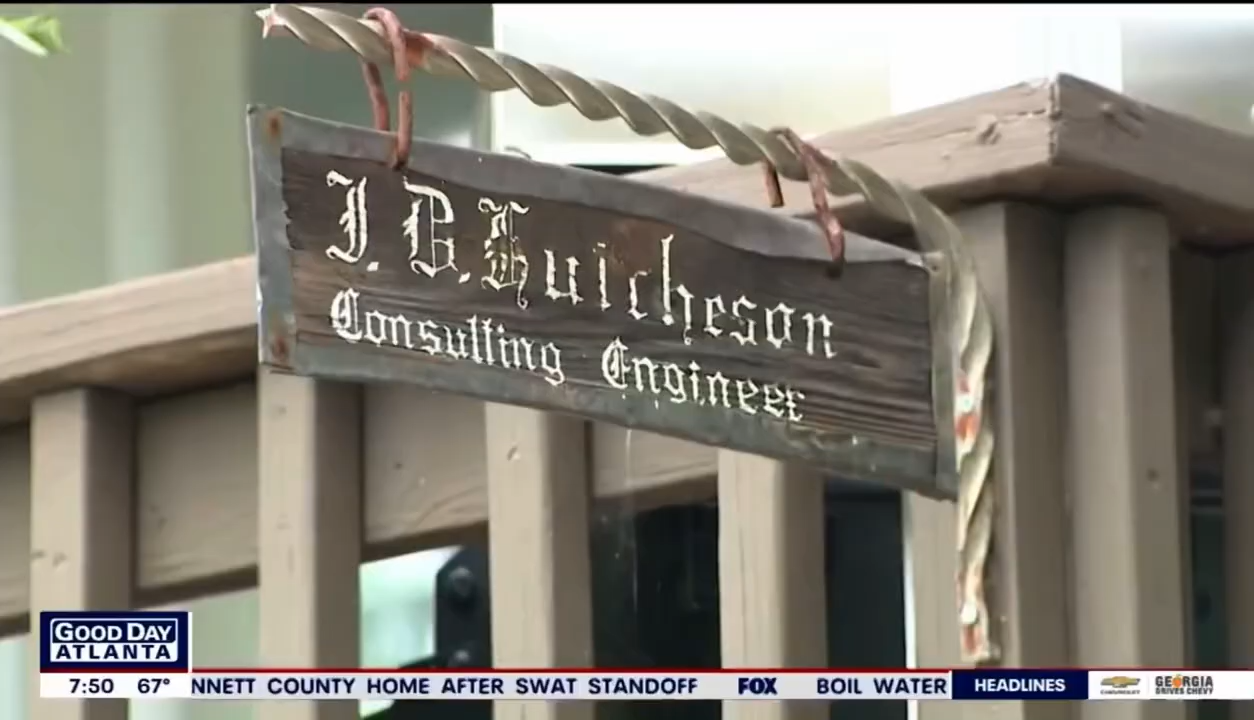 J. B. Hutcheson
Consulting Engineer
GOOD DAY
ATLANTA
7:50 67° NNETT COUNTY HOME AFTER SWAT STANDOFF FOX BOIL WATER HEADLINES CHEVROLET GEORGIA
DRIVES CHEVY